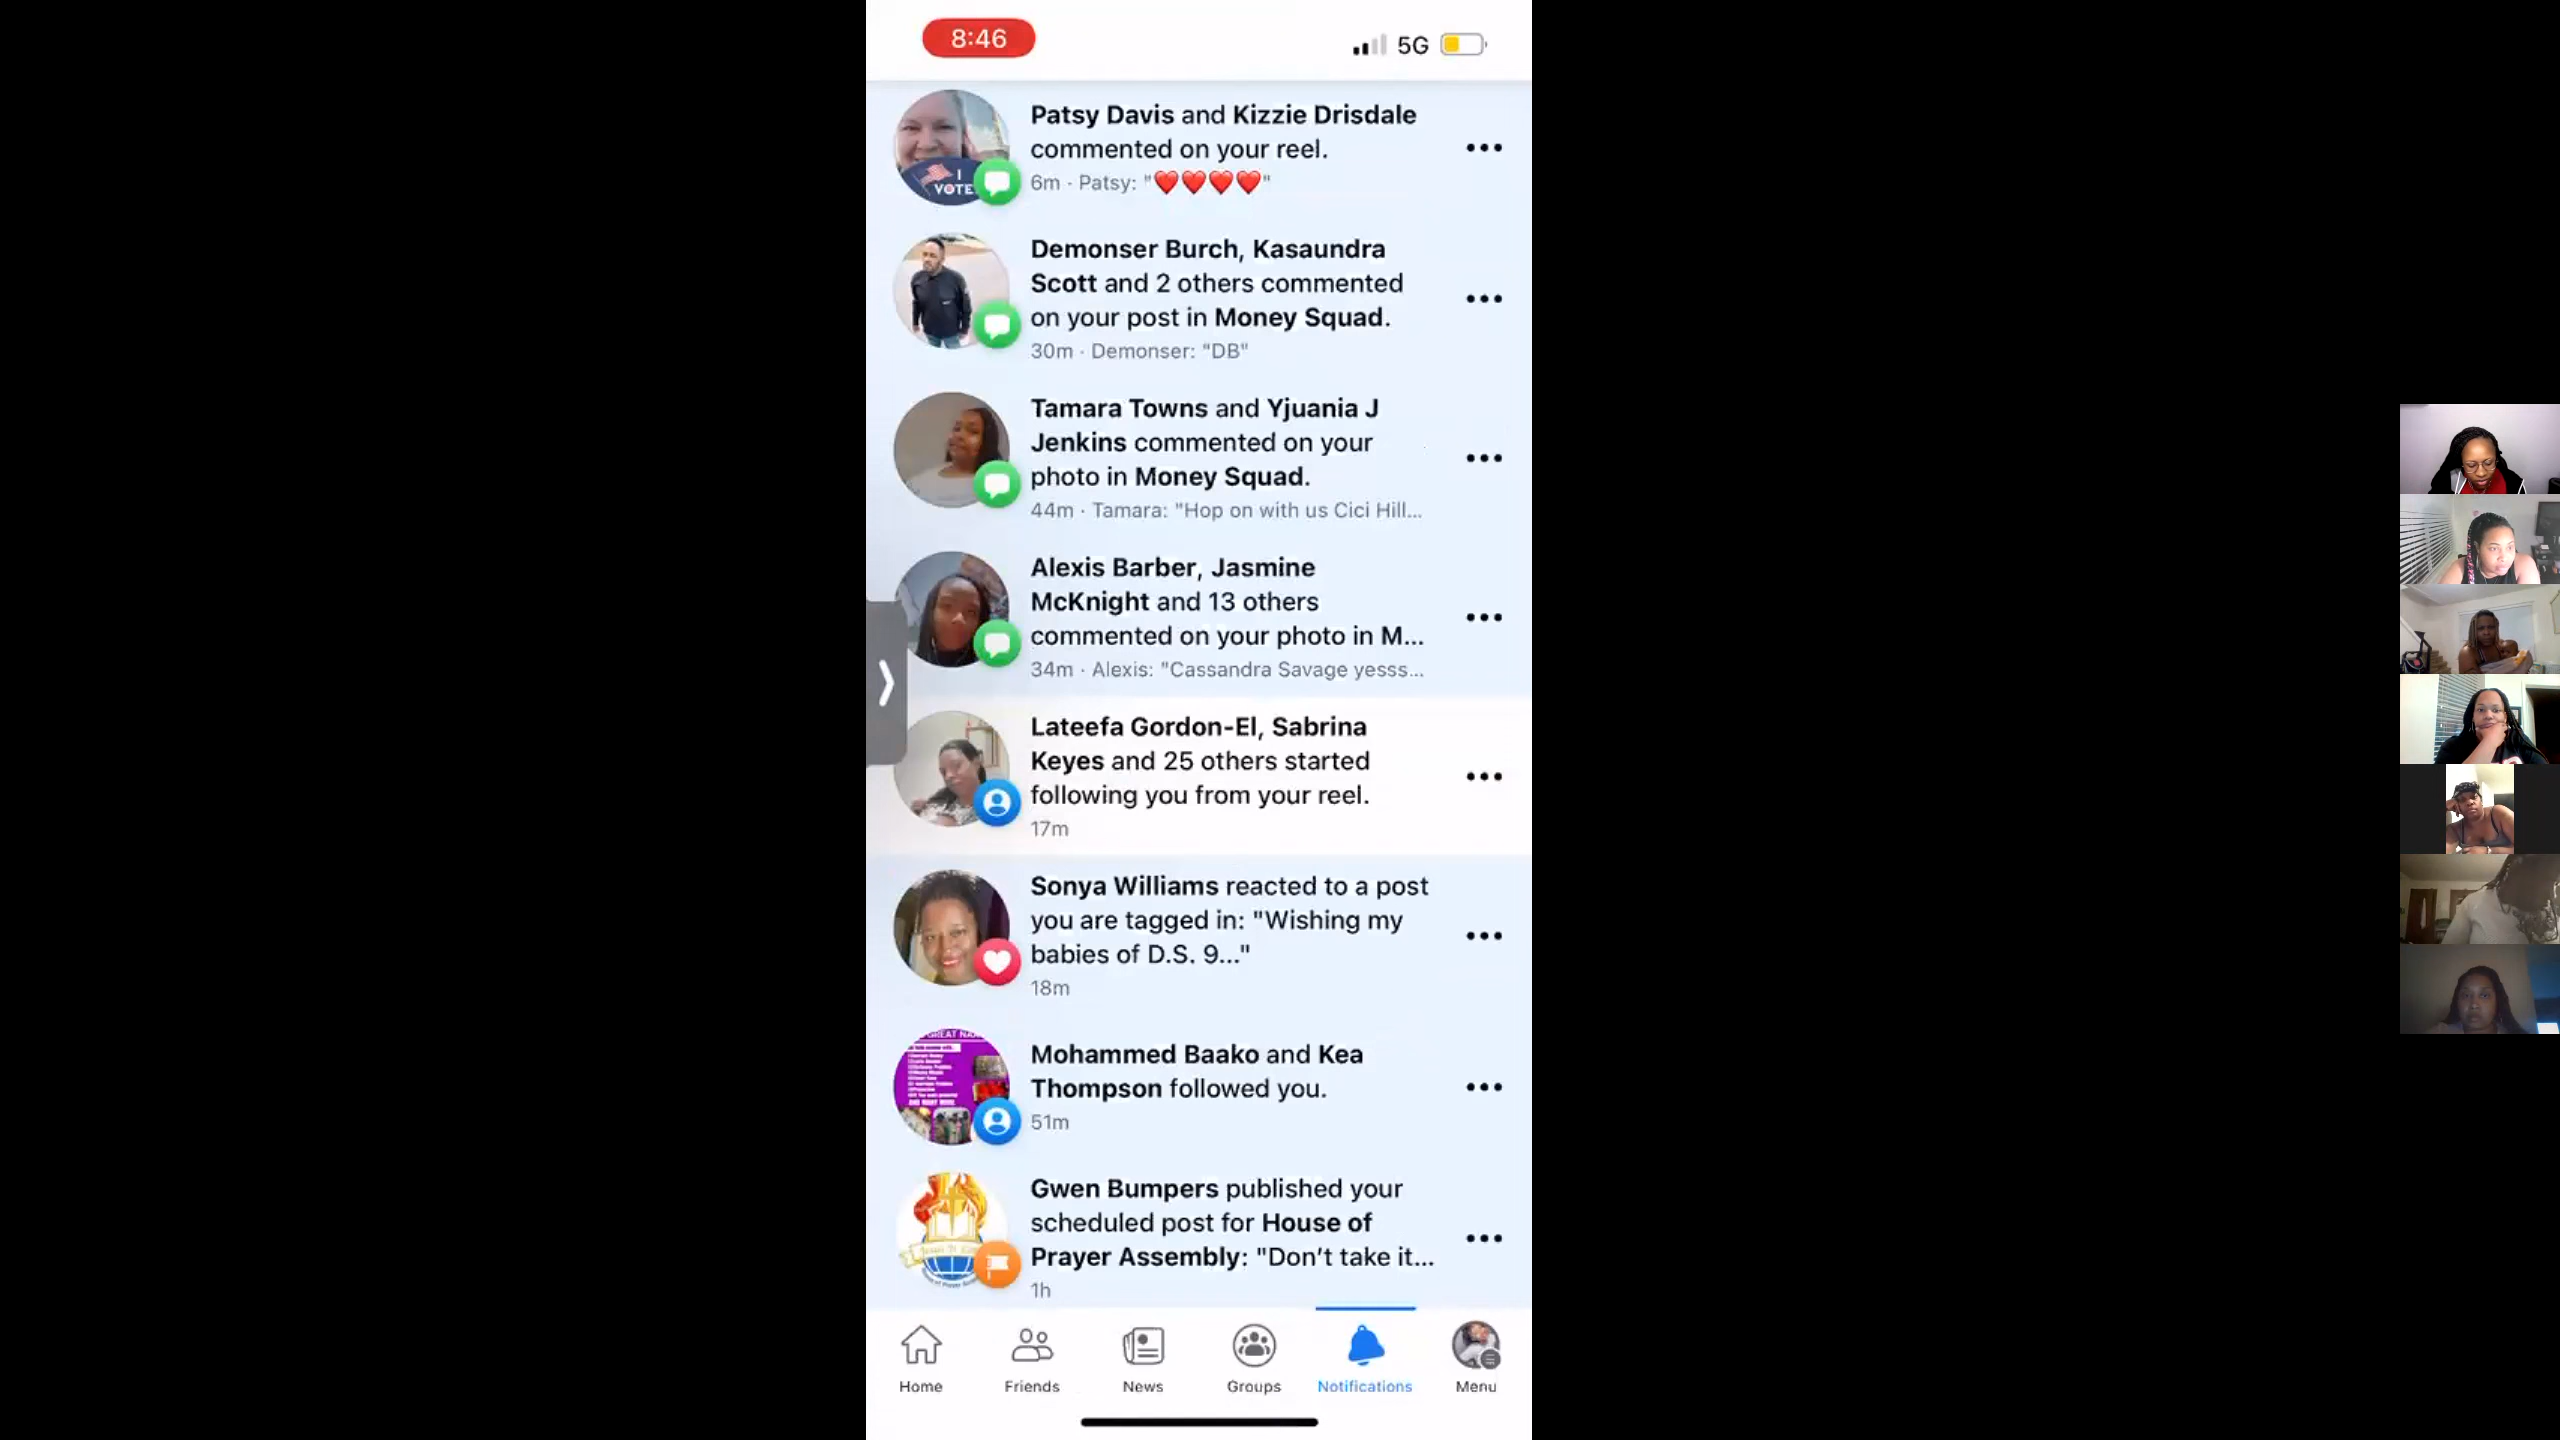 8:46
5G
Patsy Davis and Kizzie Drisdale
commented on your reel.
6m · Patsy: "❤️❤️❤️❤️"
I
VOTE
Demonser Burch, Kasaundra
Scott and 2 others commented
on your post in Money Squad.
30m · Demonser: "DB"
Tamara Towns and Yjuania J
Jenkins commented on your
photo in Money Squad.
44m · Tamara: "Hop on with us Cici Hill...
Alexis Barber, Jasmine
McKnight and 13 others
commented on your photo in M...
34m · Alexis: "Cassandra Savage yesss...
Lateefa Gordon-El, Sabrina
Keyes and 25 others started
following you from your reel.
17m
Sonya Williams reacted to a post
you are tagged in: "Wishing my
babies of D.S. 9..."
18m
Mohammed Baako and Kea
Thompson followed you.
51m
Gwen Bumpers published your
scheduled post for House of
Prayer Assembly: "Don't take it...
1h
Home
Friends
News
Groups
Notifications
Menu